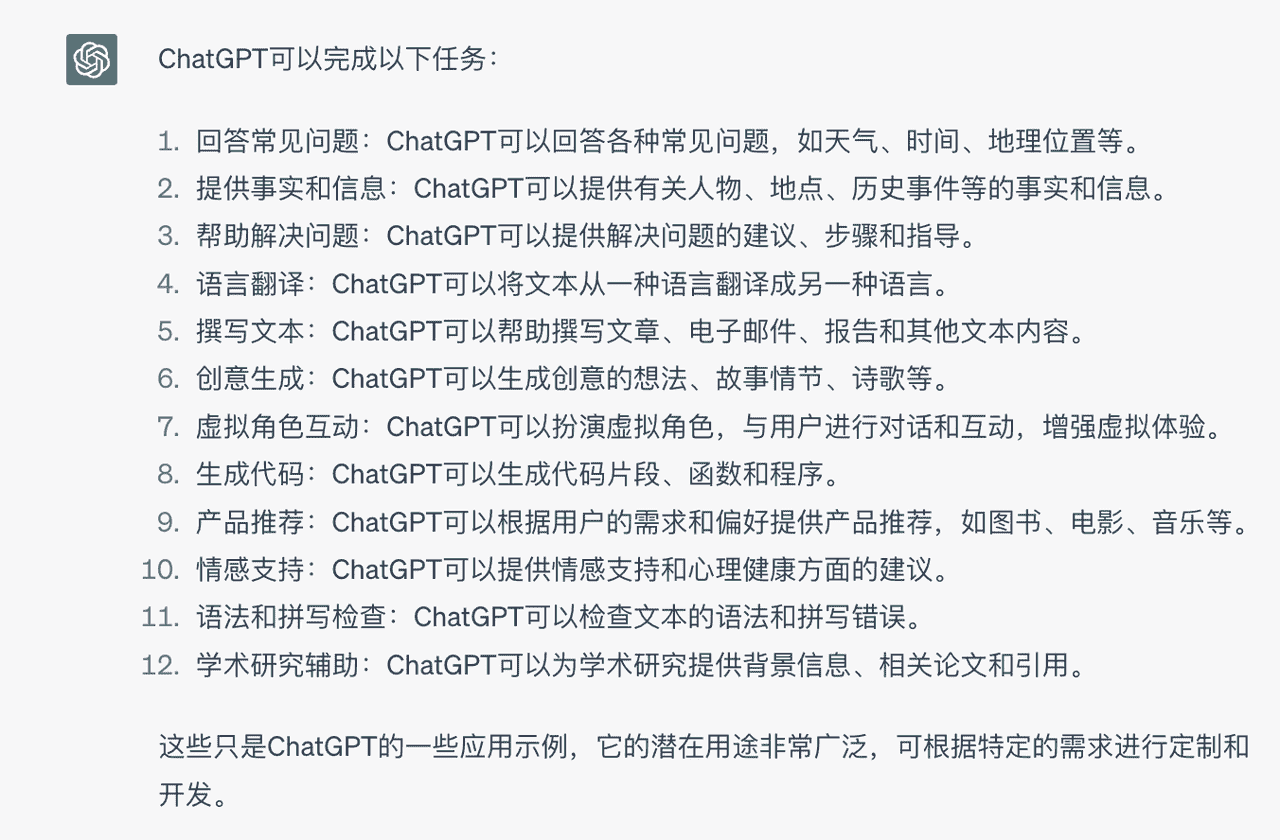 ChatGPT可以完成以下任务：
1. 回答常见问题：ChatGPT可以回答各种常见问题，如天气、时间、地理位置等。
2. 提供事实和信息：ChatGPT可以提供有关人物、地点、历史事件等的事实和信息。
3. 帮助解决问题：ChatGPT可以提供解决问题的建议、步骤和指导。
4. 语言翻译：ChatGPT可以将文本从一种语言翻译成另一种语言。
5. 撰写文本：ChatGPT可以帮助撰写文章、电子邮件、报告和其他文本内容。
6. 创意生成：ChatGPT可以生成创意的想法、故事情节、诗歌等。
7. 虚拟角色互动：ChatGPT可以扮演虚拟角色，与用户进行对话和互动，增强虚拟体验。
8. 生成代码：ChatGPT可以生成代码片段、函数和程序。
9. 产品推荐：ChatGPT可以根据用户的需求和偏好提供产品推荐，如图书、电影、音乐等。
10. 情感支持：ChatGPT可以提供情感支持和心理健康方面的建议。
11. 语法和拼写检查：ChatGPT可以检查文本的语法和拼写错误。
12. 学术研究辅助：ChatGPT可以为学术研究提供背景信息、相关论文和引用。
这些只是ChatGPT的一些应用示例，它的潜在用途非常广泛，可根据特定的需求进行定制和
开发。